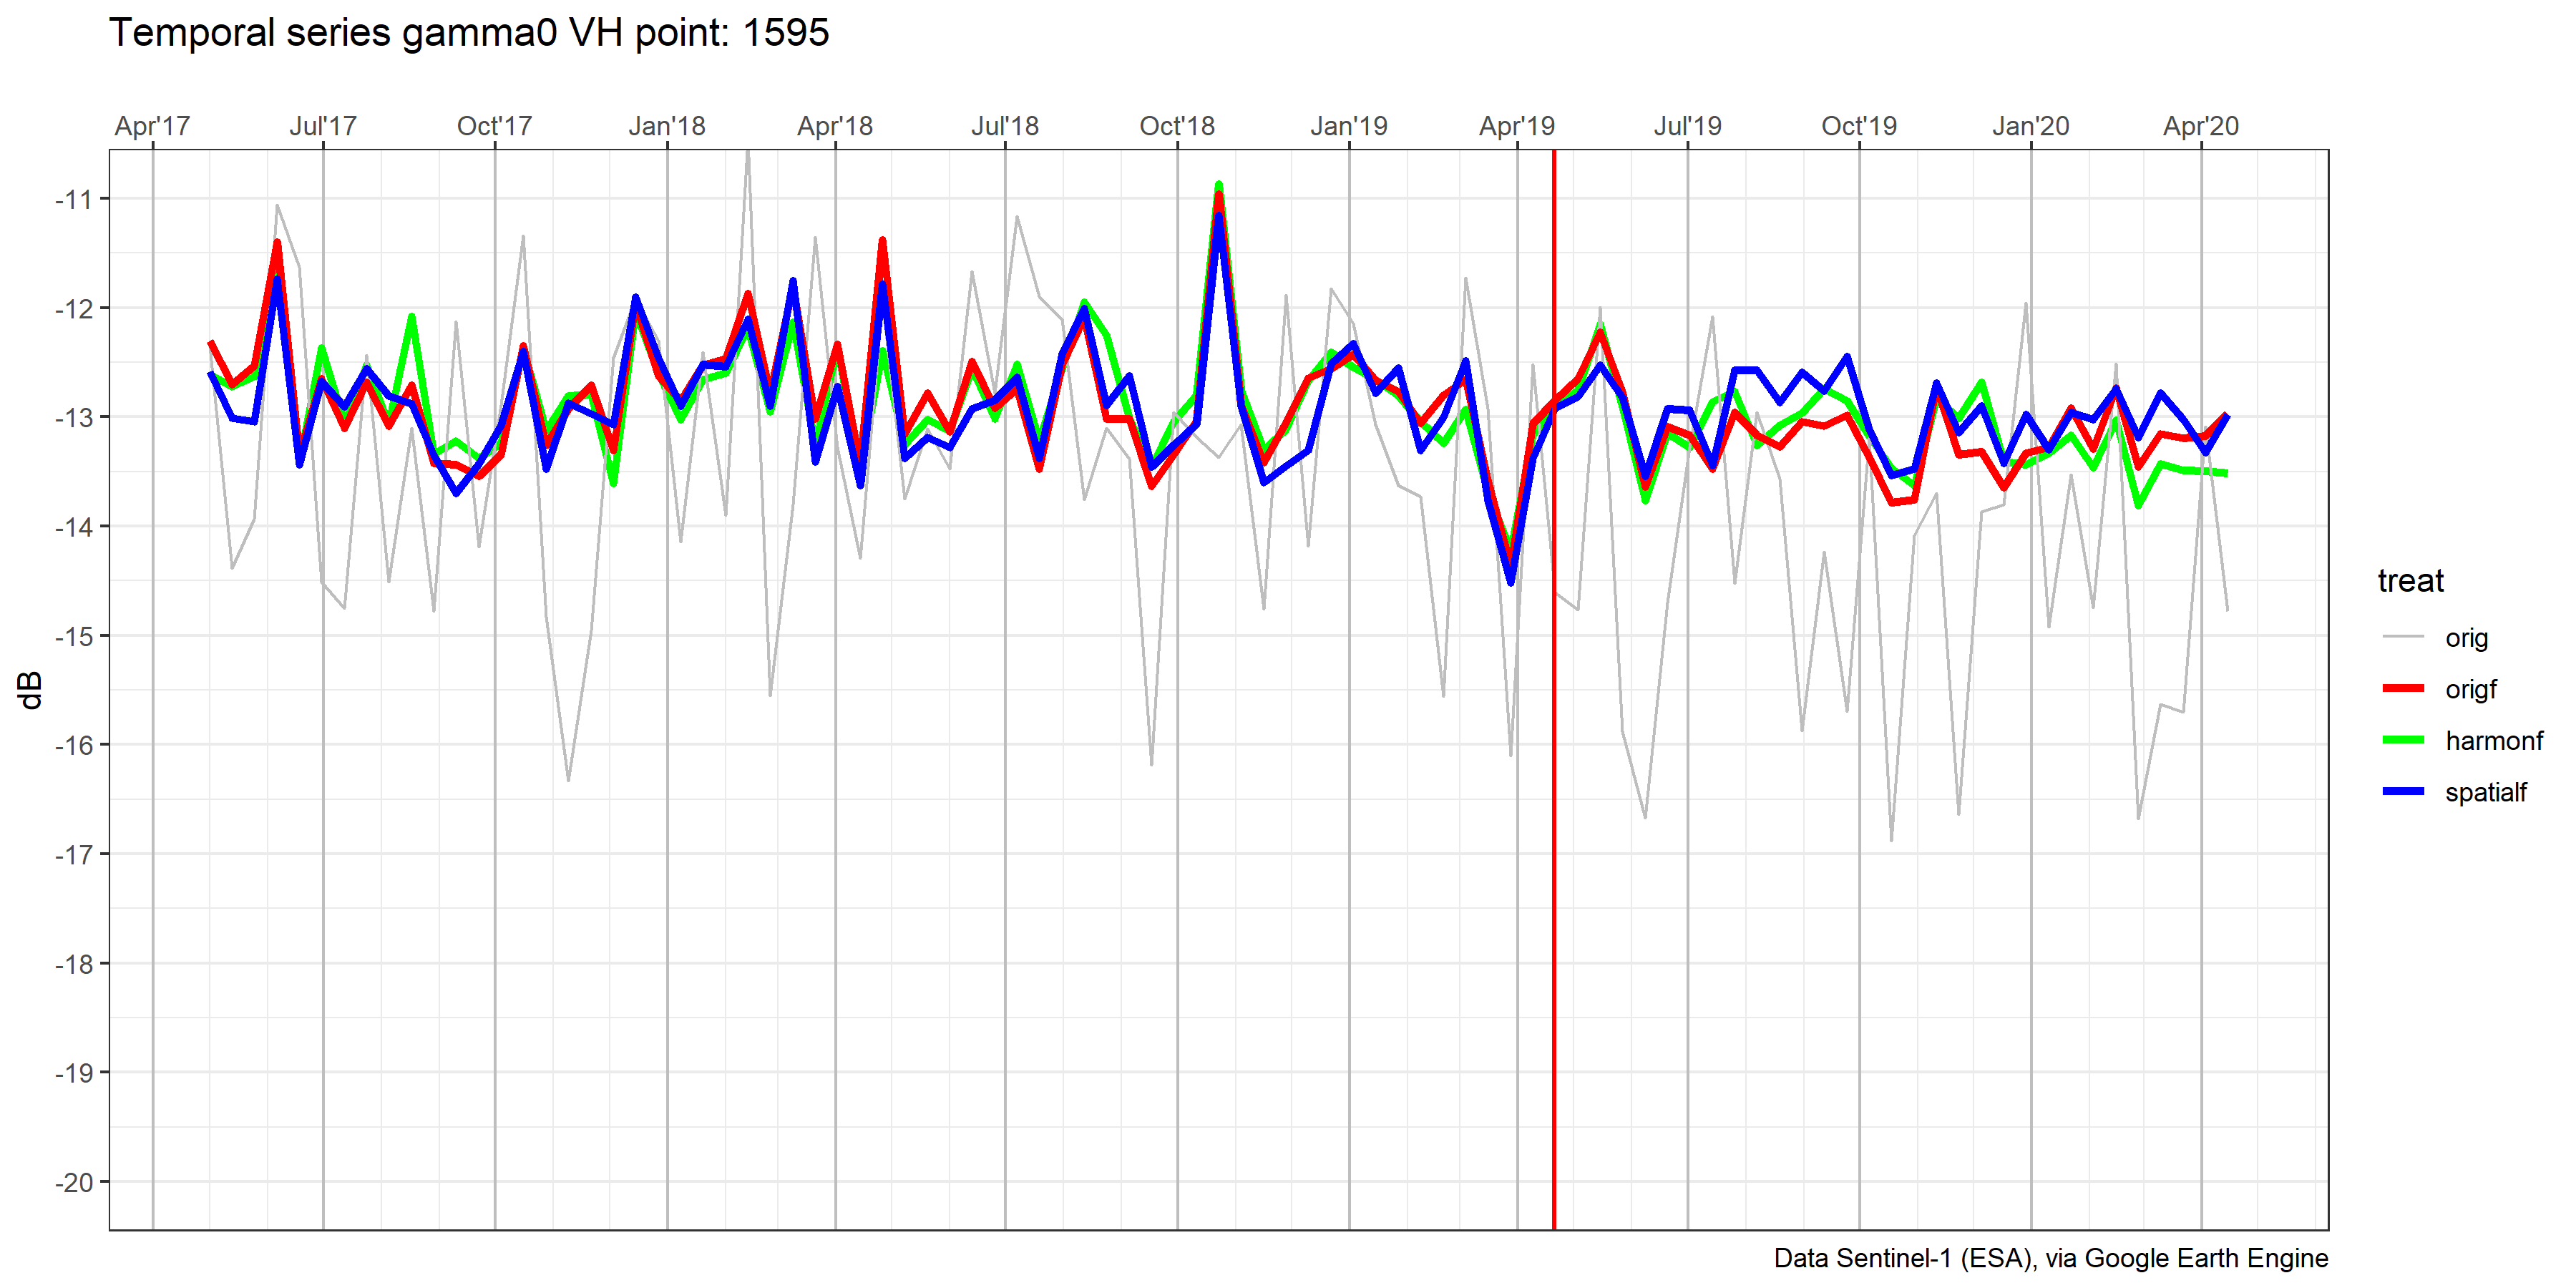 Temporal series gamma0 VH point: 1595
Apr'17 Jul'17 Oct'17 Jan'18 Apr'18 Jul'18 Oct'18 Jan'19 Apr'19 Jul'19 Oct'19 Jan'20 Apr'20
-11
-12
-13
-14
-15
-16
-17
-18
-19
-20
dB
treat
orig
origf
harmonf
spatialf
Data Sentinel-1 (ESA), via Google Earth Engine